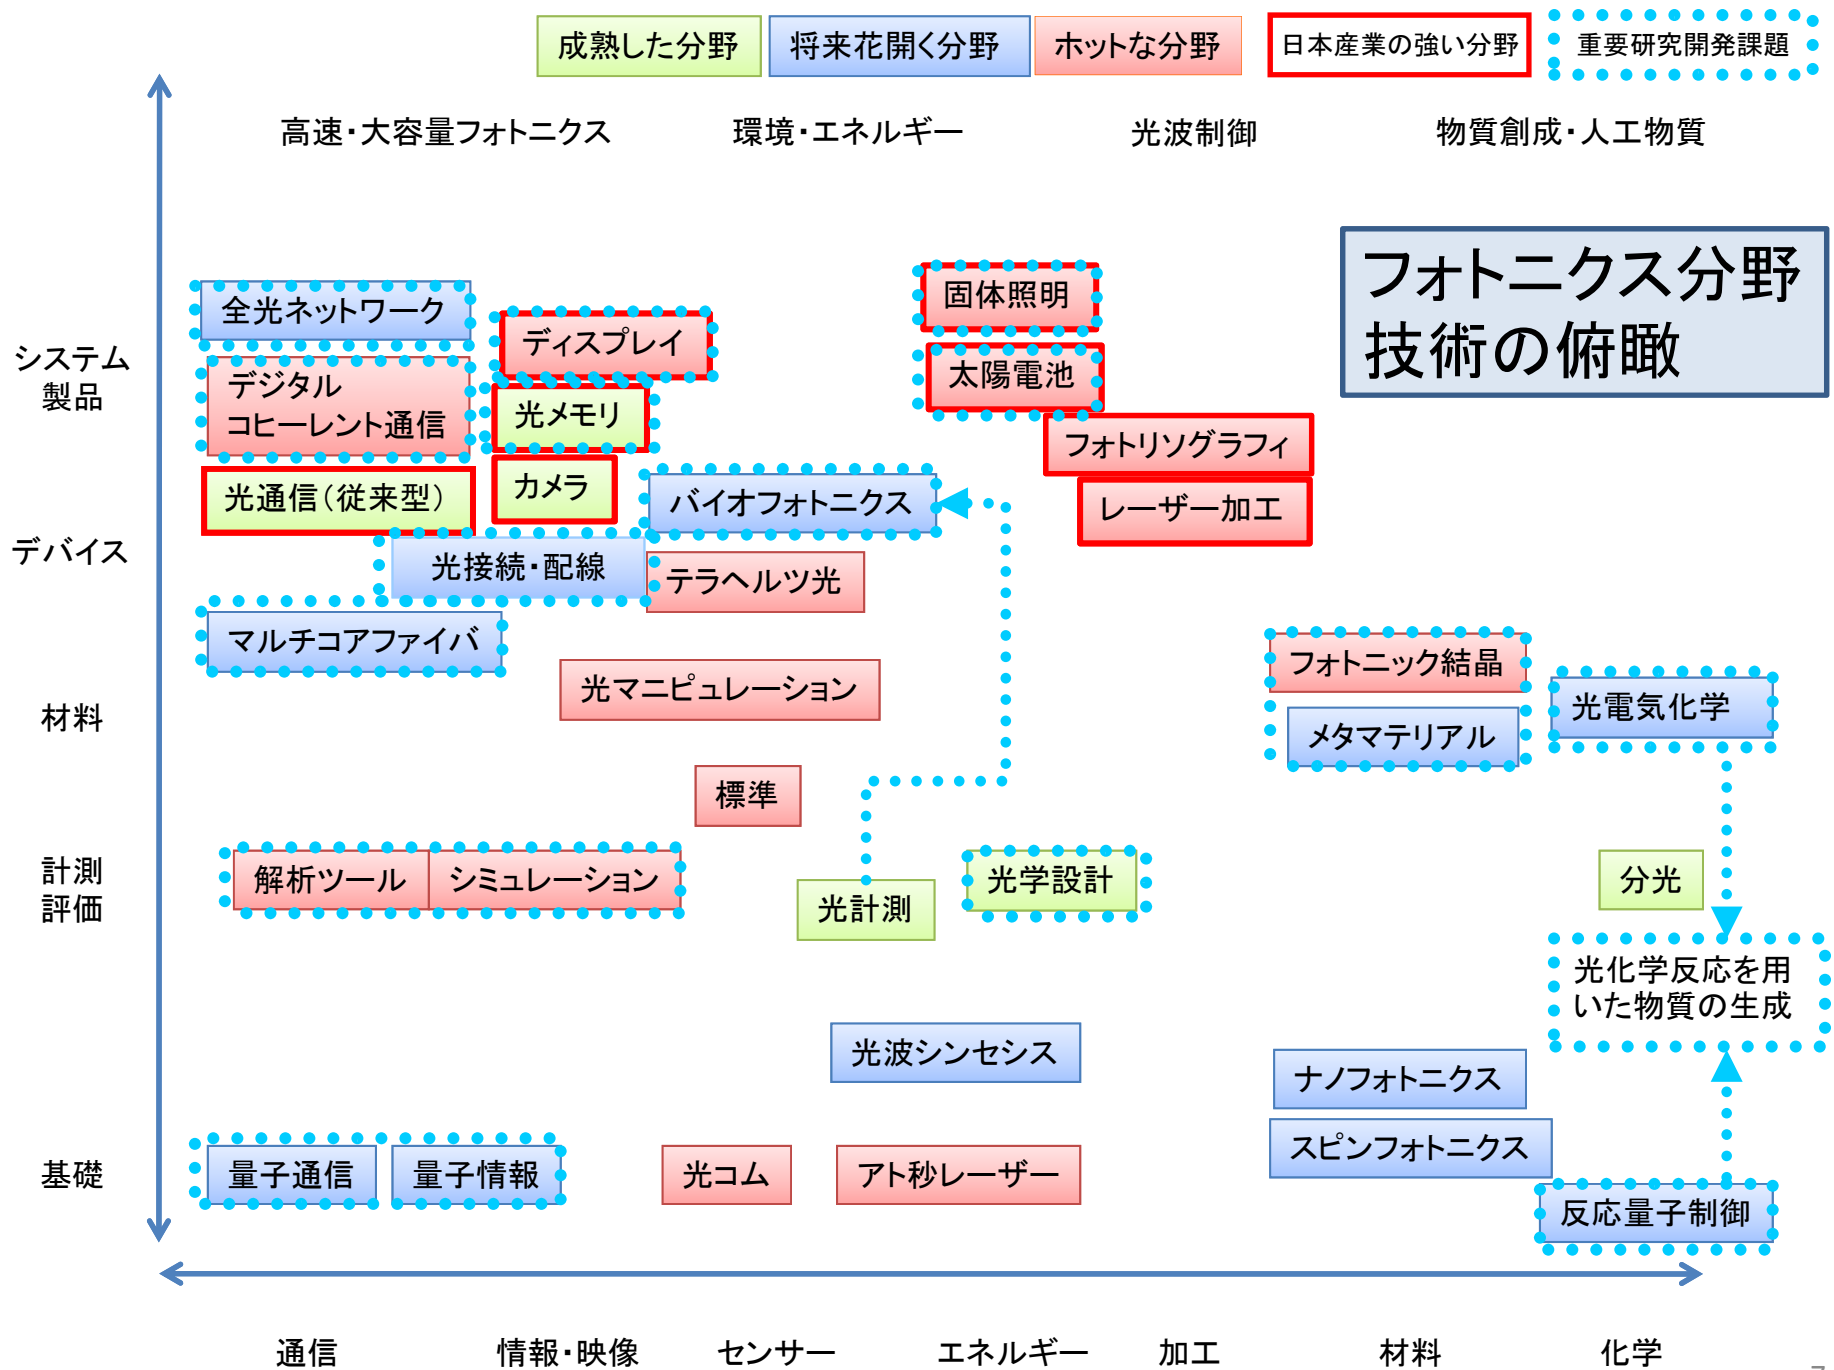 成熟した分野
将来花開く分野
ホットな分野
日本産業の強い分野
重要研究開発課題
高速・大容量フォトニクス
環境・エネルギー
光波制御
物質創成・人工物質
フォトニクス分野
技術の俯瞰
システム
製品
デバイス
材料
計測
評価
基礎
全光ネットワーク
デジタル
コヒーレント通信
光通信(従来型)
ディスプレイ
光メモリ
カメラ
固体照明
太陽電池
フォトリソグラフィ
レーザー加工
バイオフォトニクス
光接続・配線
テラヘルツ光
マルチコアファイバ
光マニピュレーション
フォトニック結晶
メタマテリアル
光電気化学
標準
解析ツール
シミュレーション
光計測
光学設計
分光
光化学反応を用
いた物質の生成
光波シンセシス
ナノフォトニクス
スピンフォトニクス
量子通信
量子情報
光コム
アト秒レーザー
反応量子制御
通信
情報・映像
センサー
エネルギー
加工
材料
化学